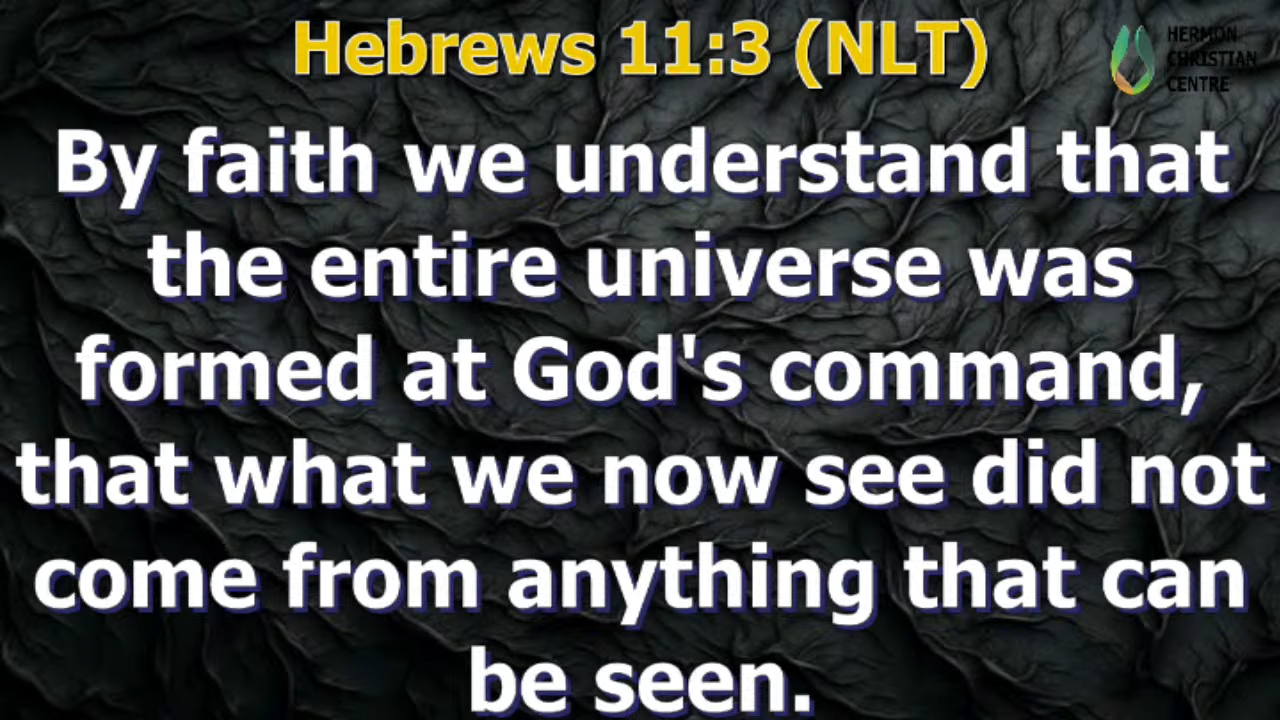 Hebrews 11:3 (NLT)
HERMON
CHRISTIAN
CENTRE
By faith we understand that
the entire universe was
formed at God's command,
that what we now see did not
come from anything that can
be seen.